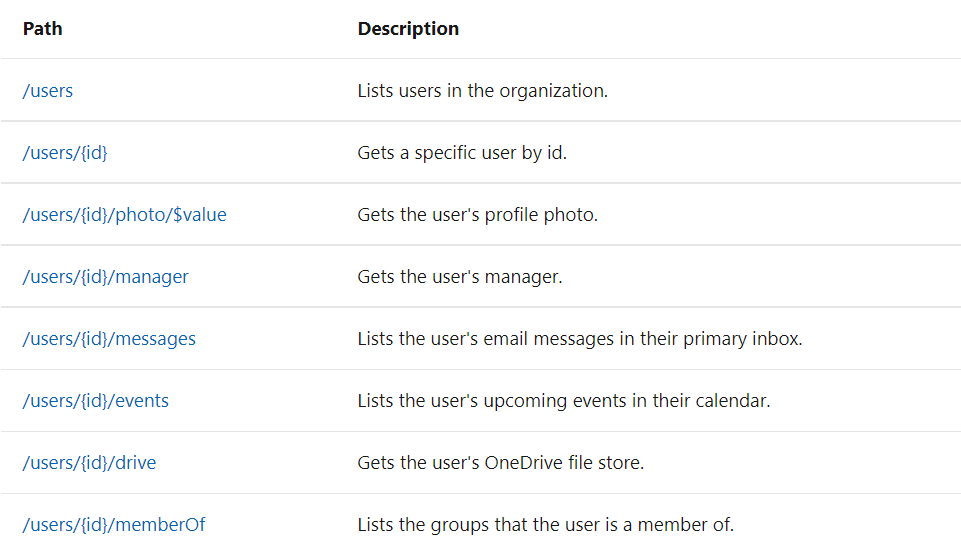 Path Description
/users Lists users in the organization.
/users/{id} Gets a specific user by id.
/users/{id}/photo/$value Gets the user's profile photo.
/users/{id}/manager Gets the user's manager.
/users/{id}/messages Lists the user's email messages in their primary inbox.
/users/{id}/events Lists the user's upcoming events in their calendar.
/users/{id}/drive Gets the user's OneDrive file store.
/users/{id}/memberOf Lists the groups that the user is a member of.